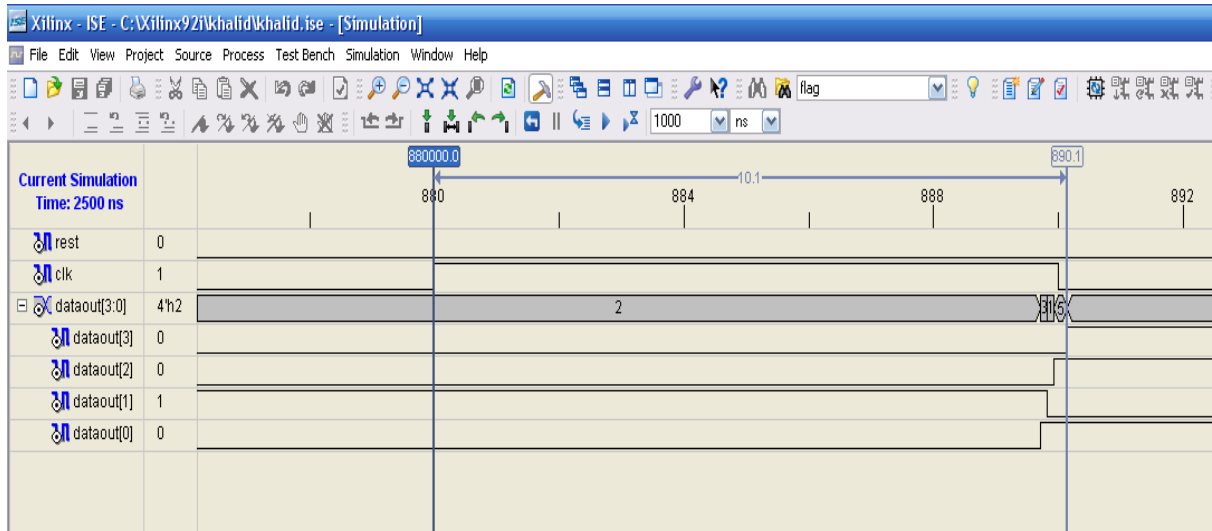 Xilinx - ISE - C:\Xilinx92i\khalid\khalid.ise - [Simulation]
File Edit View Project Source Process Test Bench Simulation Window Help
flag
1000 ns
880000.0 890.1
Current Simulation
Time: 2500 ns
10.1
880 884 888 892
rest 0
clk 1
dataout[3:0] 4'h2 2 3 1 5
dataout[3] 0
dataout[2] 0
dataout[1] 1
dataout[0] 0